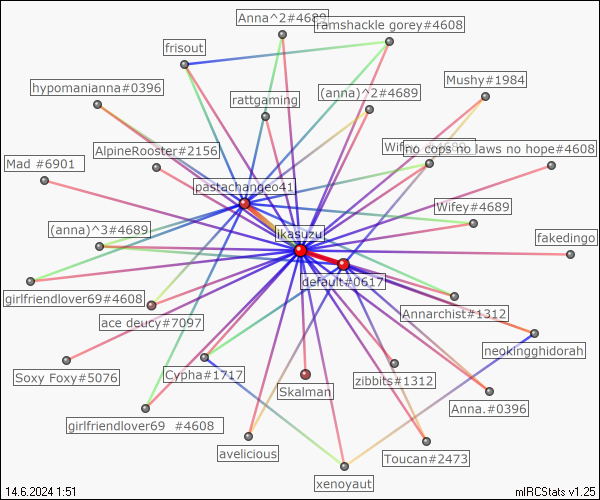 Anna^2#4689
ramshackle gorey#4608
frisout
Mushy#1984
hypomanianna#0396
rattgaming
(anna)^2#4689
AlpineRooster#2156
no cops no laws no hope#4608
Mad #6901
pastachangeo41
Wifey#4689
(anna)^3#4689
ikasuzu
fakedingo
default#0617
girlfriendlover69#4608
Annarchist#1312
ace deucy#7097
neokingghidorah
Soxy Foxy#5076
Cypha#1717
zibbits#1312
Skalman
Anna.#0396
girlfriendlover69 #4608
avelicious
Toucan#2473
xenoyaut
14.6.2024 1:51
mIRCStats v1.25